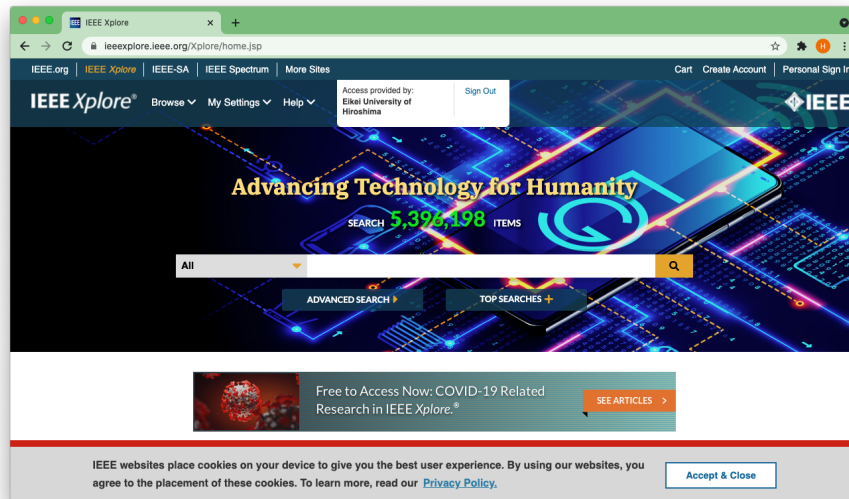 IEEE Xplore
ieeexplore.ieee.org/Xplore/home.jsp
H
IEEE.org IEEE Xplore IEEE-SA IEEE Spectrum More Sites Cart Create Account Personal Sign In
IEEE Xplore® Browse My Settings Help
Access provided by:
Eikei University of
Hiroshima
Sign Out
IEEE
Advancing Technology for Humanity
SEARCH 5,396,198 ITEMS
All
ADVANCED SEARCH TOP SEARCHES
Free to Access Now: COVID-19 Related
Research in IEEE Xplore.®
SEE ARTICLES >
IEEE websites place cookies on your device to give you the best user experience. By using our websites, you
agree to the placement of these cookies. To learn more, read our Privacy Policy.
Accept & Close